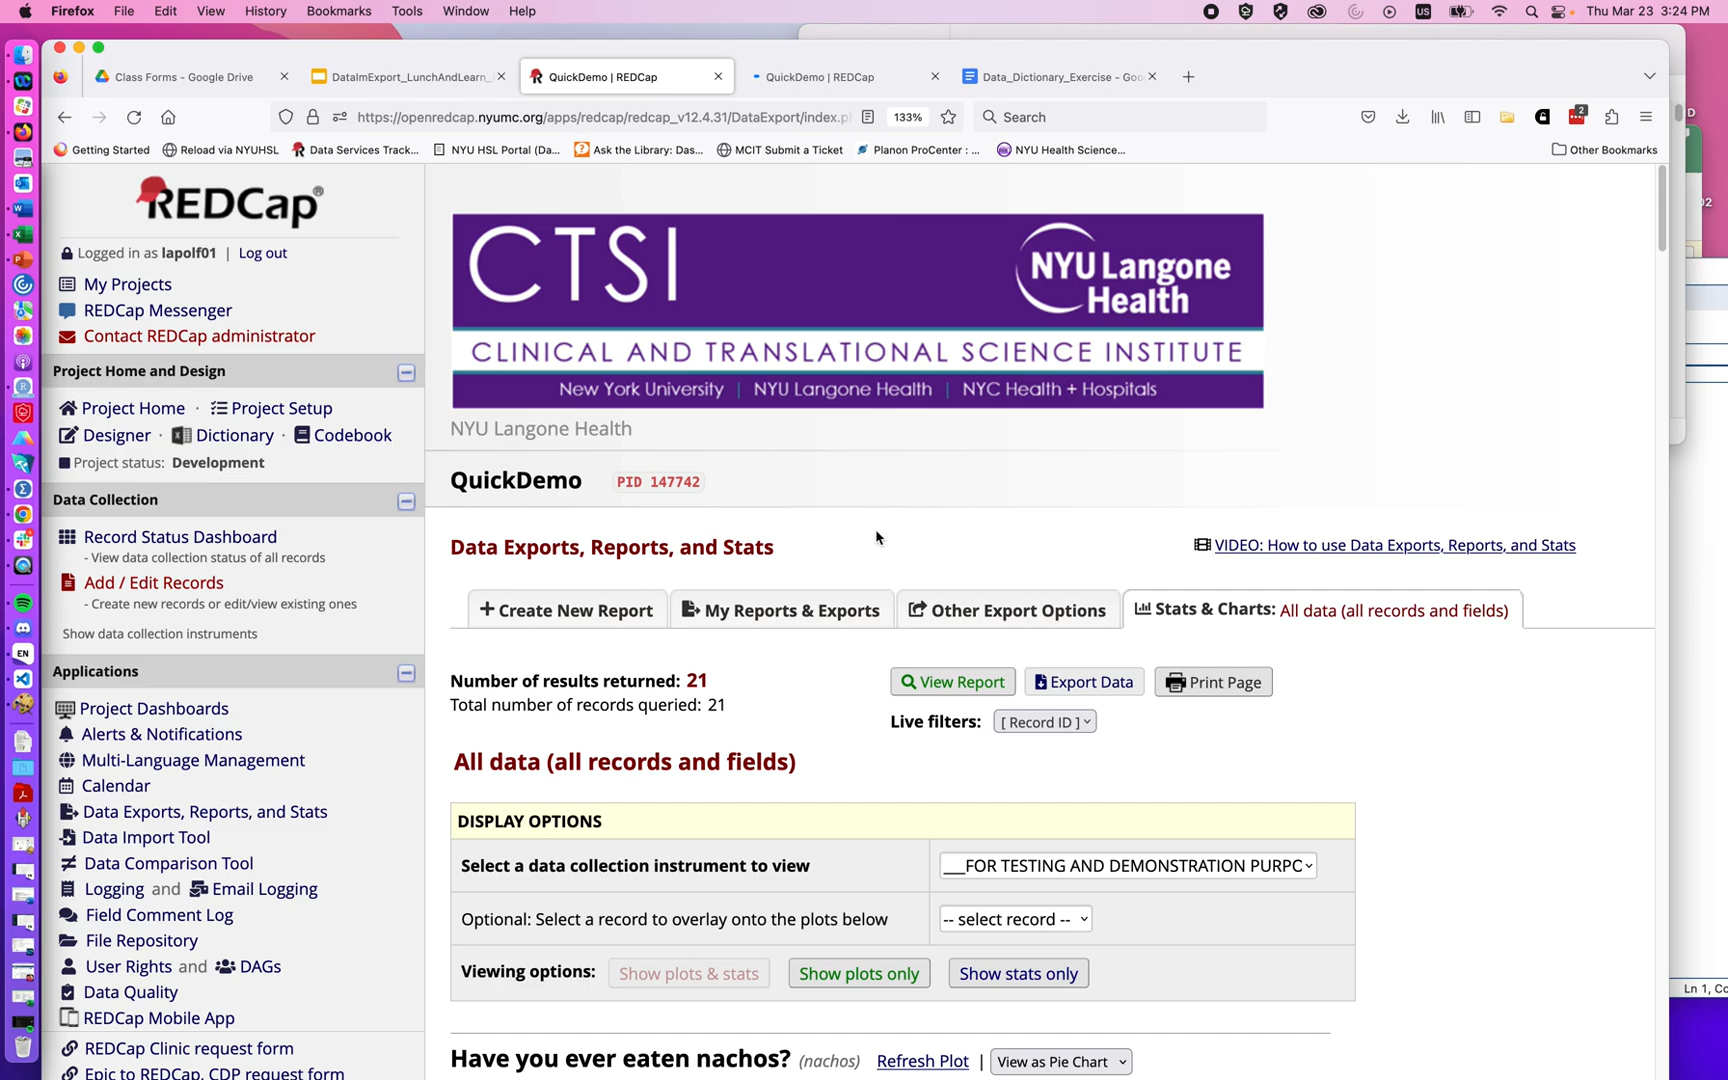 Firefox File Edit View History Bookmarks Tools Window Help US Thu Mar 23 3:24 PM
Class Forms - Google Drive DataImExport_LunchAndLearn_ QuickDemo | REDCap QuickDemo | REDCap Data_Dictionary_Exercise - Goo
https://openredcap.nyumc.org/apps/redcap/redcap_v12.4.31/DataExport/index.p 133% Search 2
Getting Started Reload via NYUHSL Data Services Track... NYU HSL Portal (Da... Ask the Library: Das... MCIT Submit a Ticket Planon ProCenter : ... NYU Health Science... Other Bookmarks
REDCap
Logged in as lapolf01 | Log out
My Projects
REDCap Messenger
Contact REDCap administrator
Project Home and Design
Project Home · Project Setup
Designer · Dictionary · Codebook
Project status: Development
Data Collection
Record Status Dashboard
- View data collection status of all records
Add / Edit Records
- Create new records or edit/view existing ones
Show data collection instruments
Applications
Project Dashboards
Alerts & Notifications
Multi-Language Management
Calendar
Data Exports, Reports, and Stats
Data Import Tool
Data Comparison Tool
Logging and Email Logging
Field Comment Log
File Repository
User Rights and DAGs
Data Quality
REDCap Mobile App
REDCap Clinic request form
Epic to REDCap, CDP request form
CTSI NYU Langone Health
CLINICAL AND TRANSLATIONAL SCIENCE INSTITUTE
New York University | NYU Langone Health | NYC Health + Hospitals
NYU Langone Health
QuickDemo PID 147742
Data Exports, Reports, and Stats VIDEO: How to use Data Exports, Reports, and Stats
+ Create New Report My Reports & Exports Other Export Options Stats & Charts: All data (all records and fields)
Number of results returned: 21 View Report Export Data Print Page
Total number of records queried: 21
Live filters: [ Record ID ]
All data (all records and fields)
DISPLAY OPTIONS
Select a data collection instrument to view ___FOR TESTING AND DEMONSTRATION PURPC
Optional: Select a record to overlay onto the plots below -- select record --
Viewing options: Show plots & stats Show plots only Show stats only
Have you ever eaten nachos? (nachos) Refresh Plot | View as Pie Chart
EN
Ln 1, Co